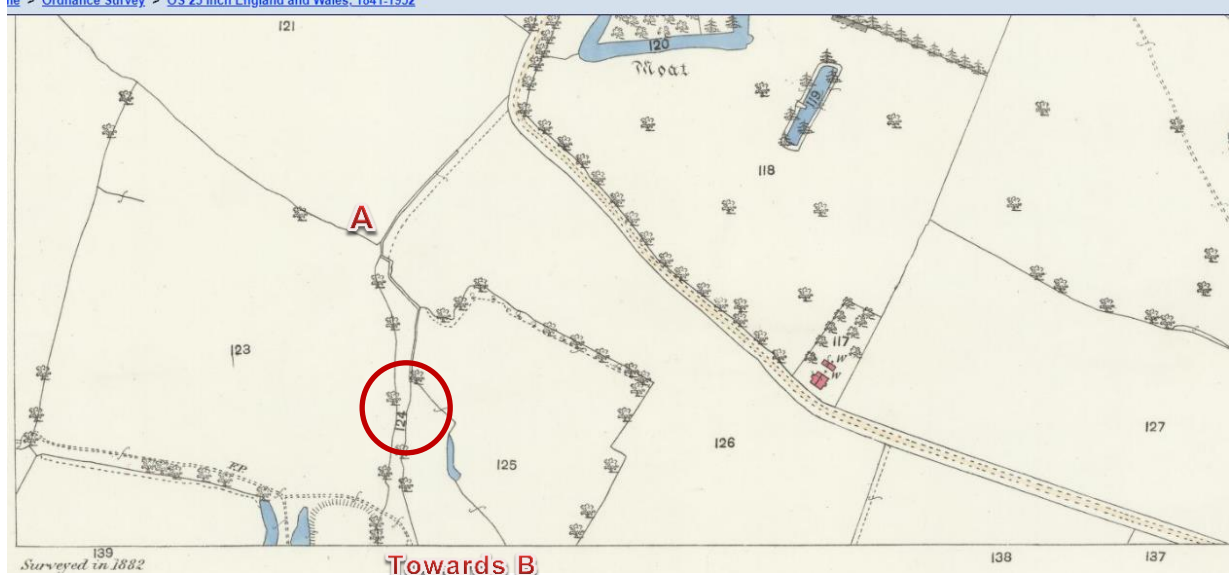 me > Ordnance Survey > OS 25 inch England and Wales, 1841-1952
121
120
Moat
119
118
A
117
W
W
123
124
127
126
125
F.P.
139
138
137
Surveyed in 1882
Towards B